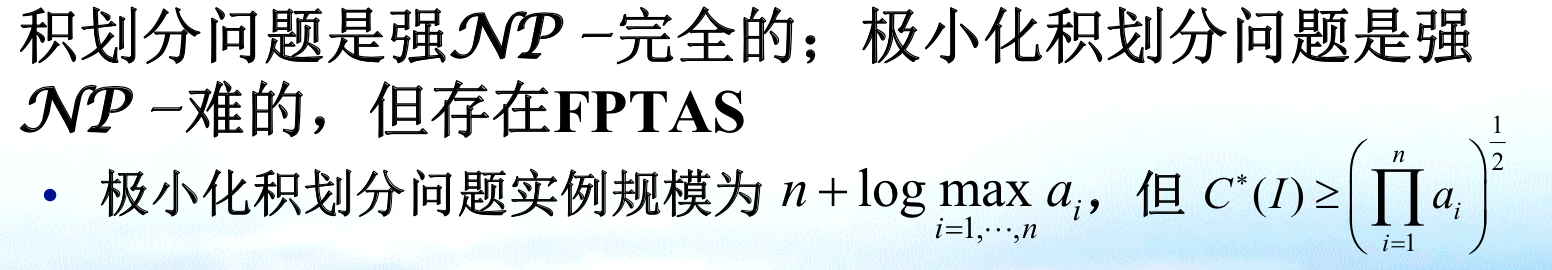 积划分问题是强𝒩𝒫 –完全的；极小化积划分问题是强
𝒩𝒫 –难的，但存在FPTAS
• 极小化积划分问题实例规模为 $n + \log \max_{i=1,\cdots,n} a_i$，但 $C^*(I) \geq \left( \prod_{i=1}^{n} a_i \right)^{\frac{1}{2}}$